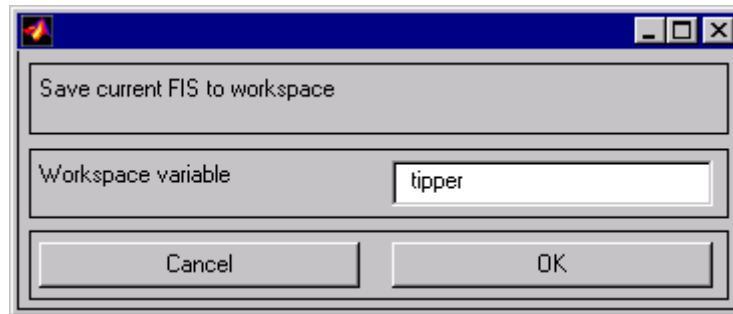 Save current FIS to workspace
Workspace variable
tipper
Cancel
OK